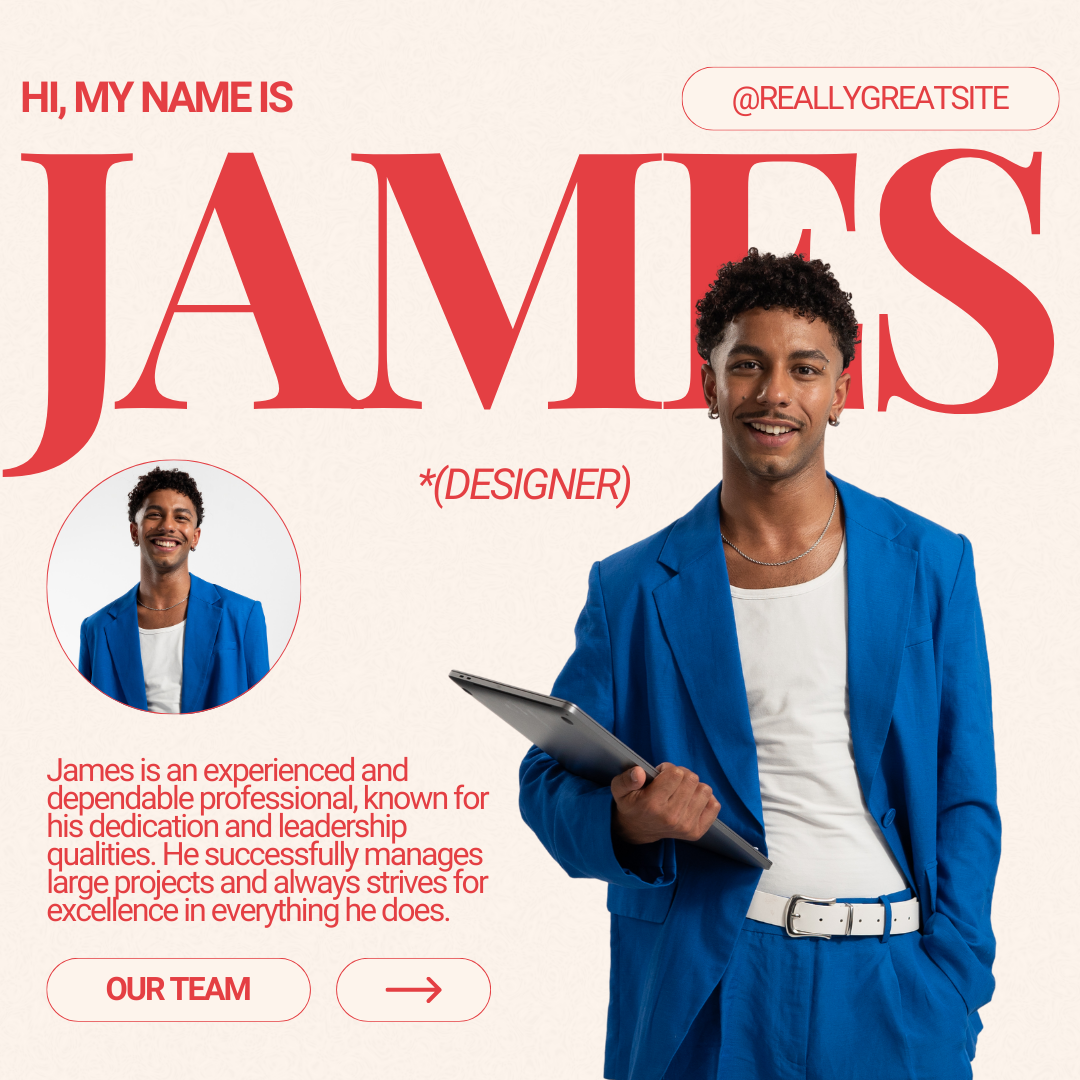 HI, MY NAME IS
@REALLYGREATSITE
JAMES
*(DESIGNER)
James is an experienced and
dependable professional, known for
his dedication and leadership
qualities. He successfully manages
large projects and always strives for
excellence in everything he does.
OUR TEAM